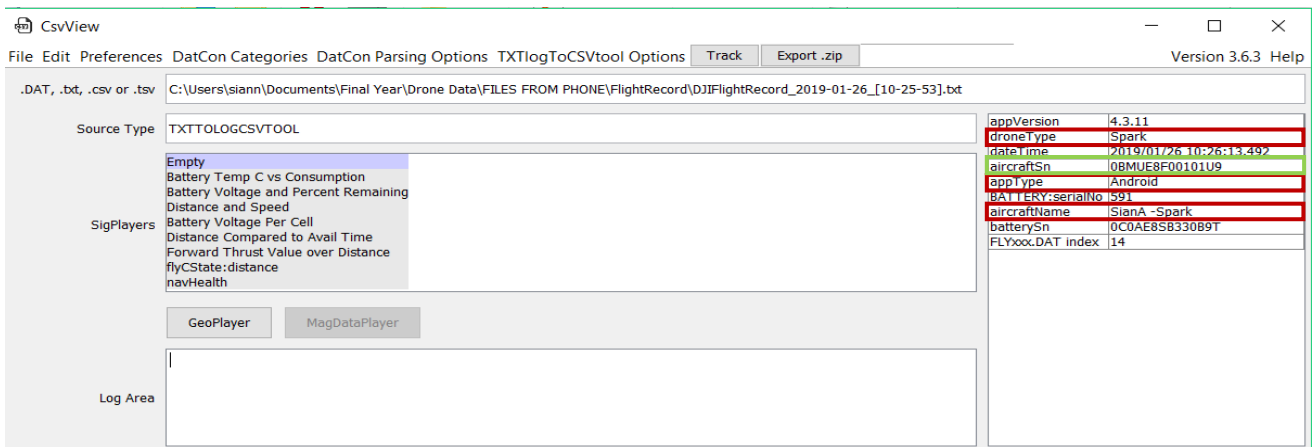 CsvView
File Edit Preferences DatCon Categories DatCon Parsing Options TXTlogToCSVtool Options Track Export .zip Version 3.6.3 Help
.DAT, .txt, .csv or .tsv C:\Users\siann\Documents\Final Year\Drone Data\FILES FROM PHONE\FlightRecord\DJIFlightRecord_2019-01-26_[10-25-53].txt
Source Type TXTTOLOGCSVTOOL
SigPlayers
Empty
Battery Temp C vs Consumption
Battery Voltage and Percent Remaining
Distance and Speed
Battery Voltage Per Cell
Distance Compared to Avail Time
Forward Thrust Value over Distance
flyCState:distance
navHealth
GeoPlayer MagDataPlayer
Log Area
appVersion 4.3.11
droneType Spark
dateTime 2019/01/26 10:26:13.492
aircraftSn 0BMUE8F00101U9
appType Android
BATTERY:serialNo 591
aircraftName SianA -Spark
batterySn 0C0AE8SB330B9T
FLYxxx.DAT index 14